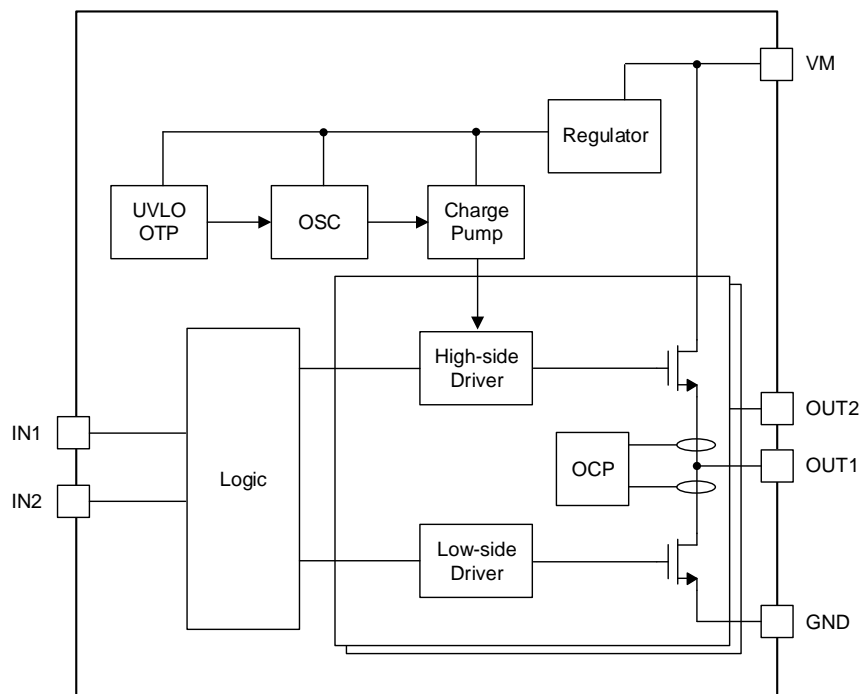 VM
Regulator
UVLO
OTP
OSC
Charge
Pump
High-side
Driver
OUT2
IN1
OCP
OUT1
Logic
IN2
Low-side
Driver
GND